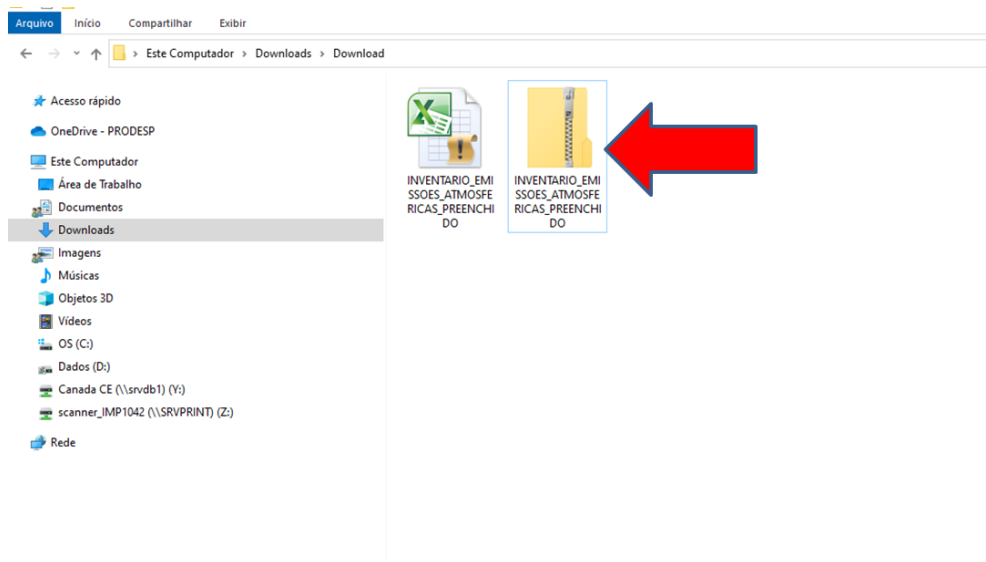 Arquivo Início Compartilhar Exibir
Este Computador > Downloads > Download
Acesso rápido
OneDrive - PRODESP
Este Computador
Área de Trabalho
Documentos
Downloads
Imagens
Músicas
Objetos 3D
Vídeos
OS (C:)
Dados (D:)
Canada CE (\\srvdb1) (Y:)
scanner_IMP1042 (\\SRVPRINT) (Z:)
Rede
INVENTARIO_EMI
SSOES_ATMOSFE
RICAS_PREENCHI
DO
INVENTARIO_EMI
SSOES_ATMOSFE
RICAS_PREENCHI
DO